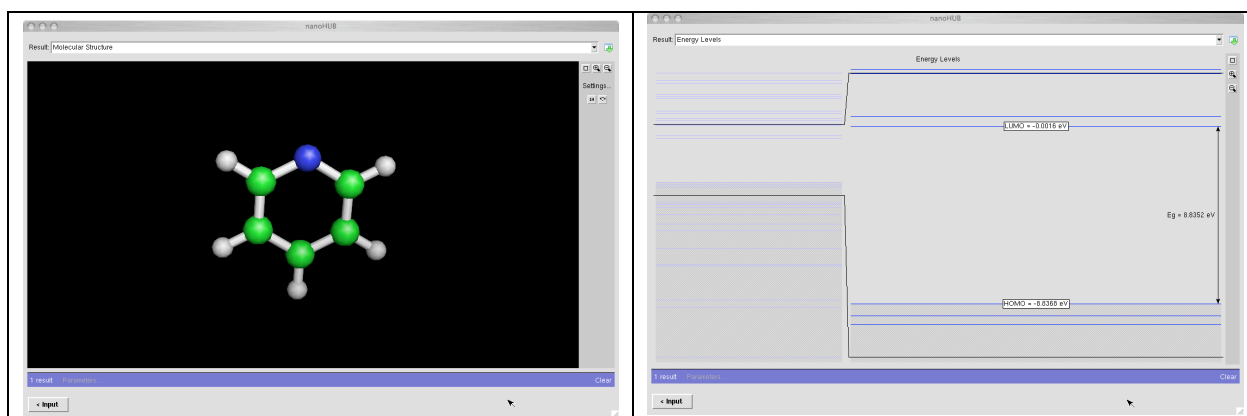 nanoHUB
Result: Molecular Structure
Settings...
1 result Parameters...
Clear
< Input
nanoHUB
Result: Energy Levels
Energy Levels
LUMO = -0.0016 eV
Eg = 8.8352 eV
HOMO = -8.8368 eV
1 result Parameters...
Clear
< Input